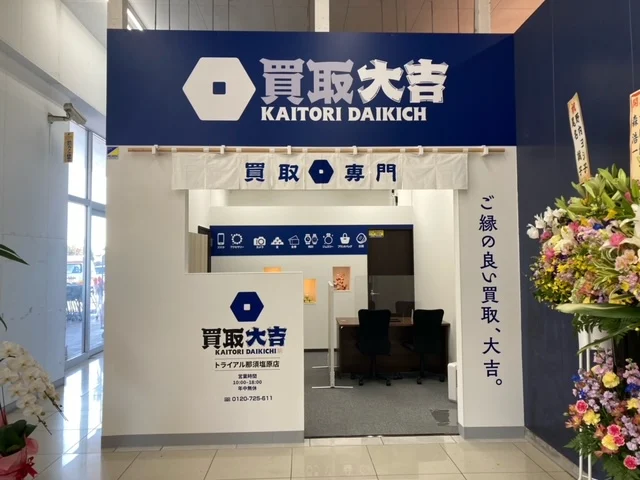 買取大吉
KAITORI DAIKICH
買取 専門
ご縁の良い買取、大吉。
買取大吉
KAITORI DAIKICHI
トライアル那須塩原店
営業時間
10:00-18:00
年中無休
0120-725-611